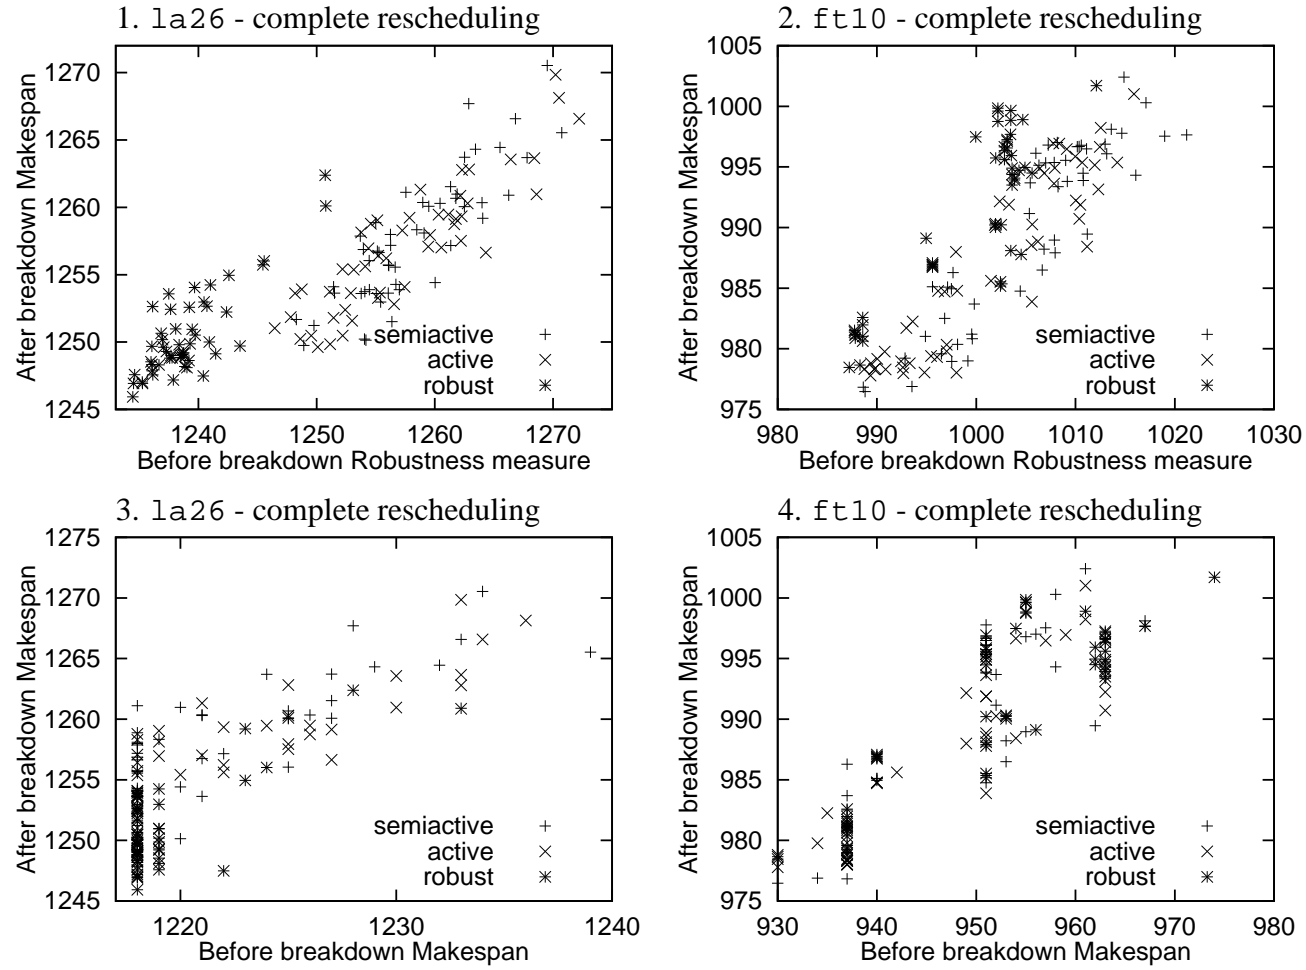 1. la26 - complete rescheduling
After breakdown Makespan
1270
1265
1260
1255
1250
1245
semiactive
active
robust
1240 1250 1260 1270
Before breakdown Robustness measure
2. ft10 - complete rescheduling
After breakdown Makespan
1005
1000
995
990
985
980
975
semiactive
active
robust
980 990 1000 1010 1020 1030
Before breakdown Robustness measure
3. la26 - complete rescheduling
After breakdown Makespan
1275
1270
1265
1260
1255
1250
1245
semiactive
active
robust
1220 1230 1240
Before breakdown Makespan
4. ft10 - complete rescheduling
After breakdown Makespan
1005
1000
995
990
985
980
975
semiactive
active
robust
930 940 950 960 970 980
Before breakdown Makespan